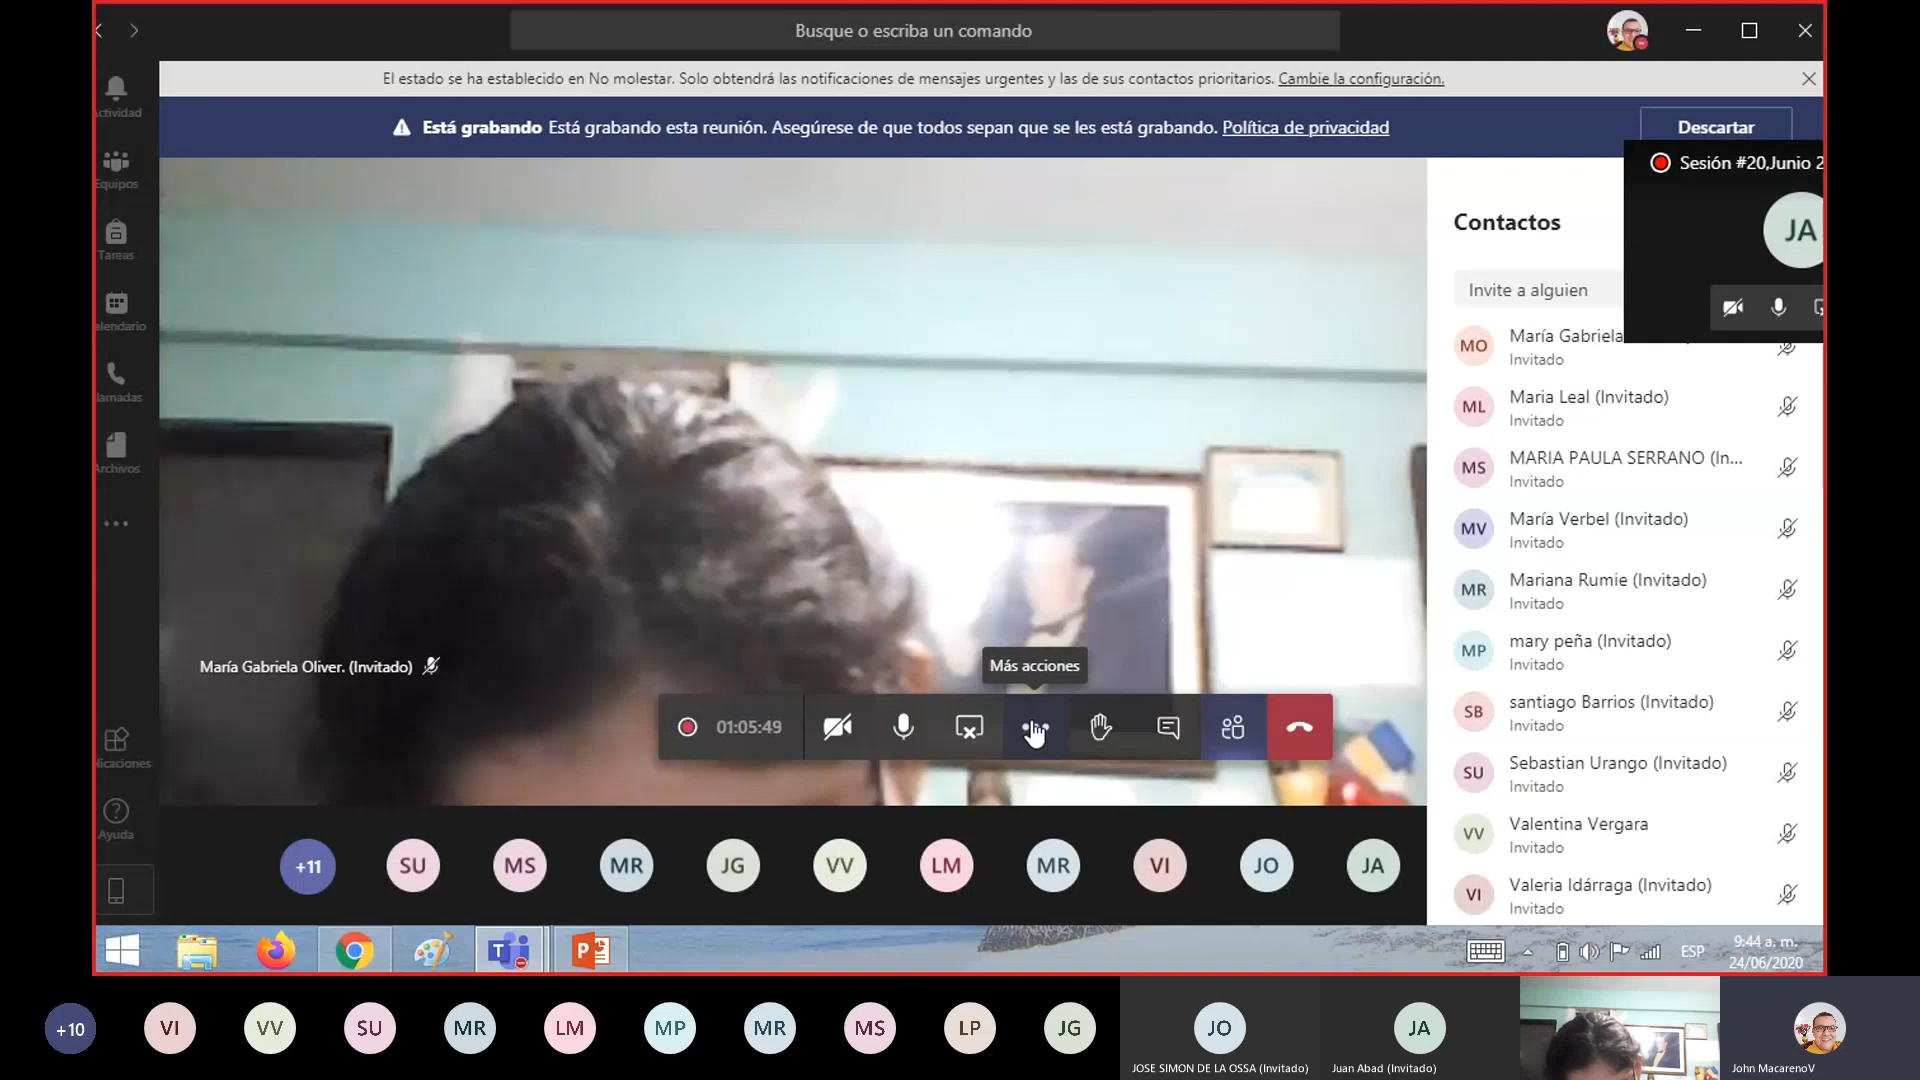 Busque o escriba un comando
El estado se ha establecido en No molestar. Solo obtendrá las notificaciones de mensajes urgentes y las de sus contactos prioritarios. Cambie la configuración.
Está grabando Está grabando esta reunión. Asegúrese de que todos sepan que se les está grabando. Política de privacidad
Descartar
Sesión #20,Junio 2
JA
ctividad
Equipos
Tareas
alendario
lamadas
Archivos
licaciones
Ayuda
Contactos
Invite a alguien
MO
María Gabriela
Invitado
ML
Maria Leal (Invitado)
Invitado
MS
MARIA PAULA SERRANO (In...
Invitado
MV
María Verbel (Invitado)
Invitado
MR
Mariana Rumie (Invitado)
Invitado
MP
mary peña (Invitado)
Invitado
SB
santiago Barrios (Invitado)
Invitado
SU
Sebastian Urango (Invitado)
Invitado
VV
Valentina Vergara
Invitado
VI
Valeria Idárraga (Invitado)
Invitado
María Gabriela Oliver. (Invitado)
Más acciones
01:05:49
+11 SU MS MR JG VV LM MR VI JO JA
ESP
9:44 a. m.
24/06/2020
+10 VI VV SU MR LM MP MR MS LP JG JO JA
JOSE SIMON DE LA OSSA (Invitado)
Juan Abad (Invitado)
John MacarenoV